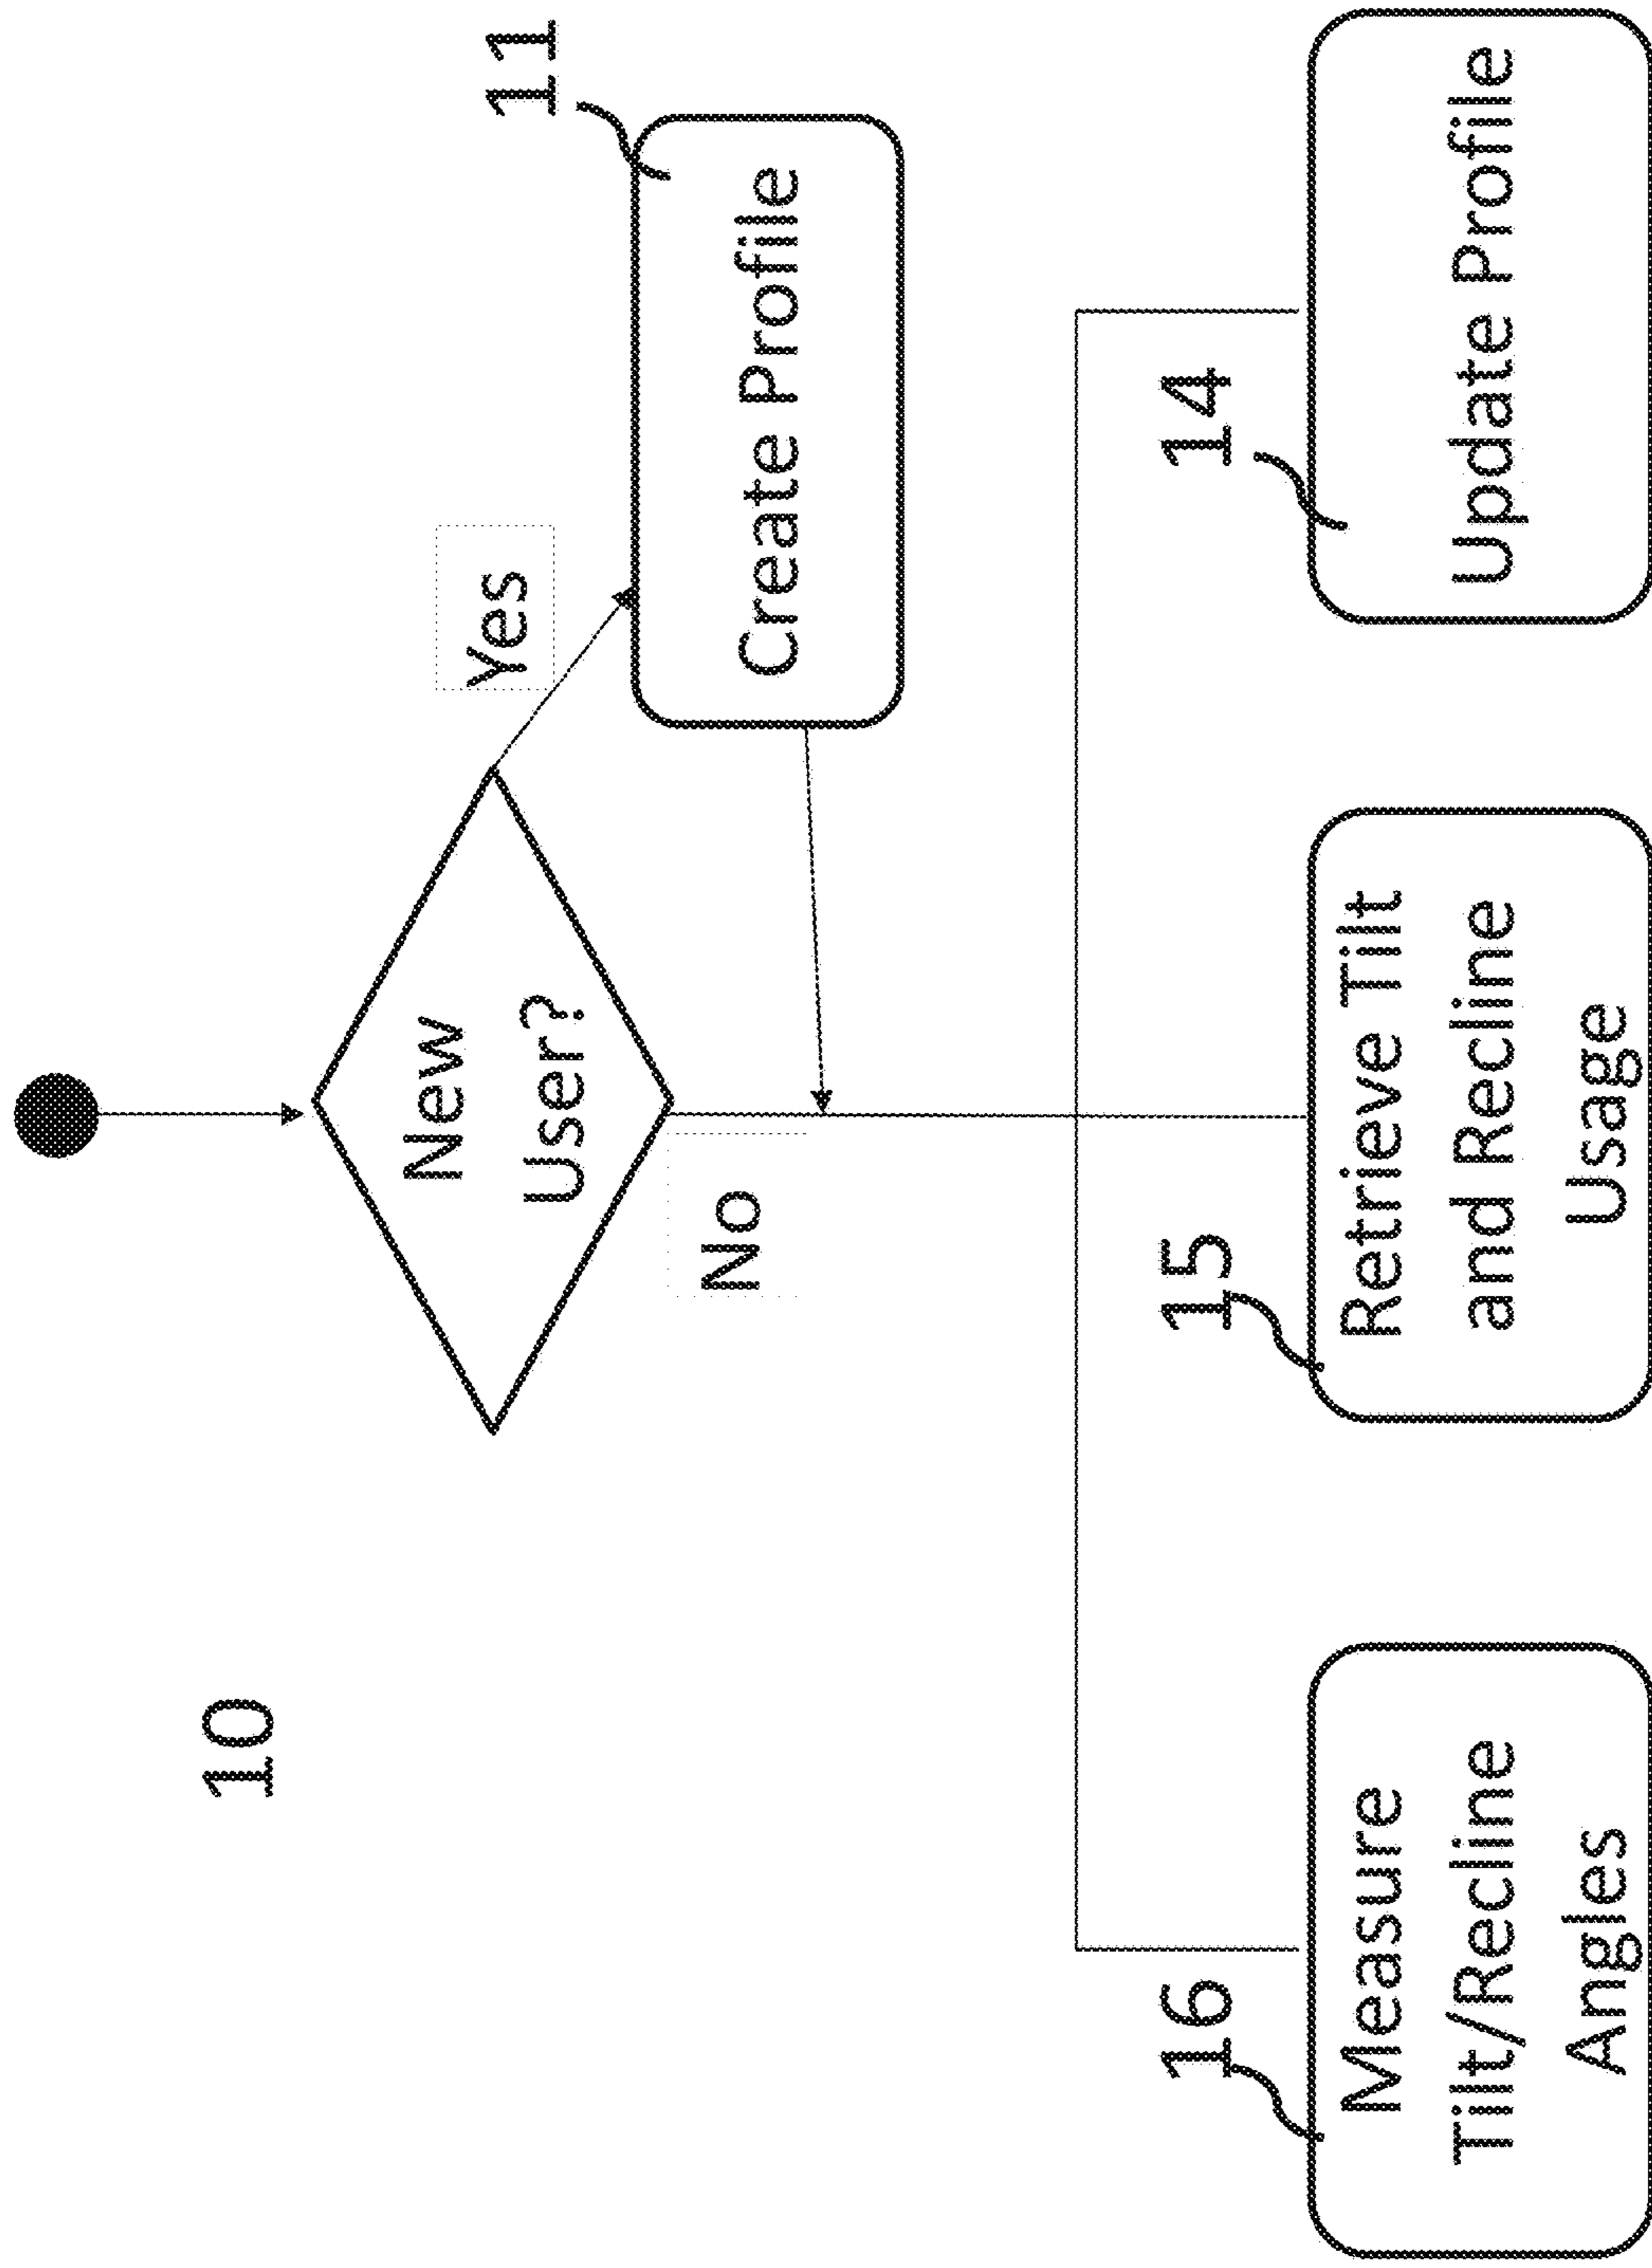 10
New
User?
Yes
11
Create Profile
No
16
Measure
Tilt/Recline
Angles
15
Retrieve Tilt
and Recline
Usage
14
Update Profile